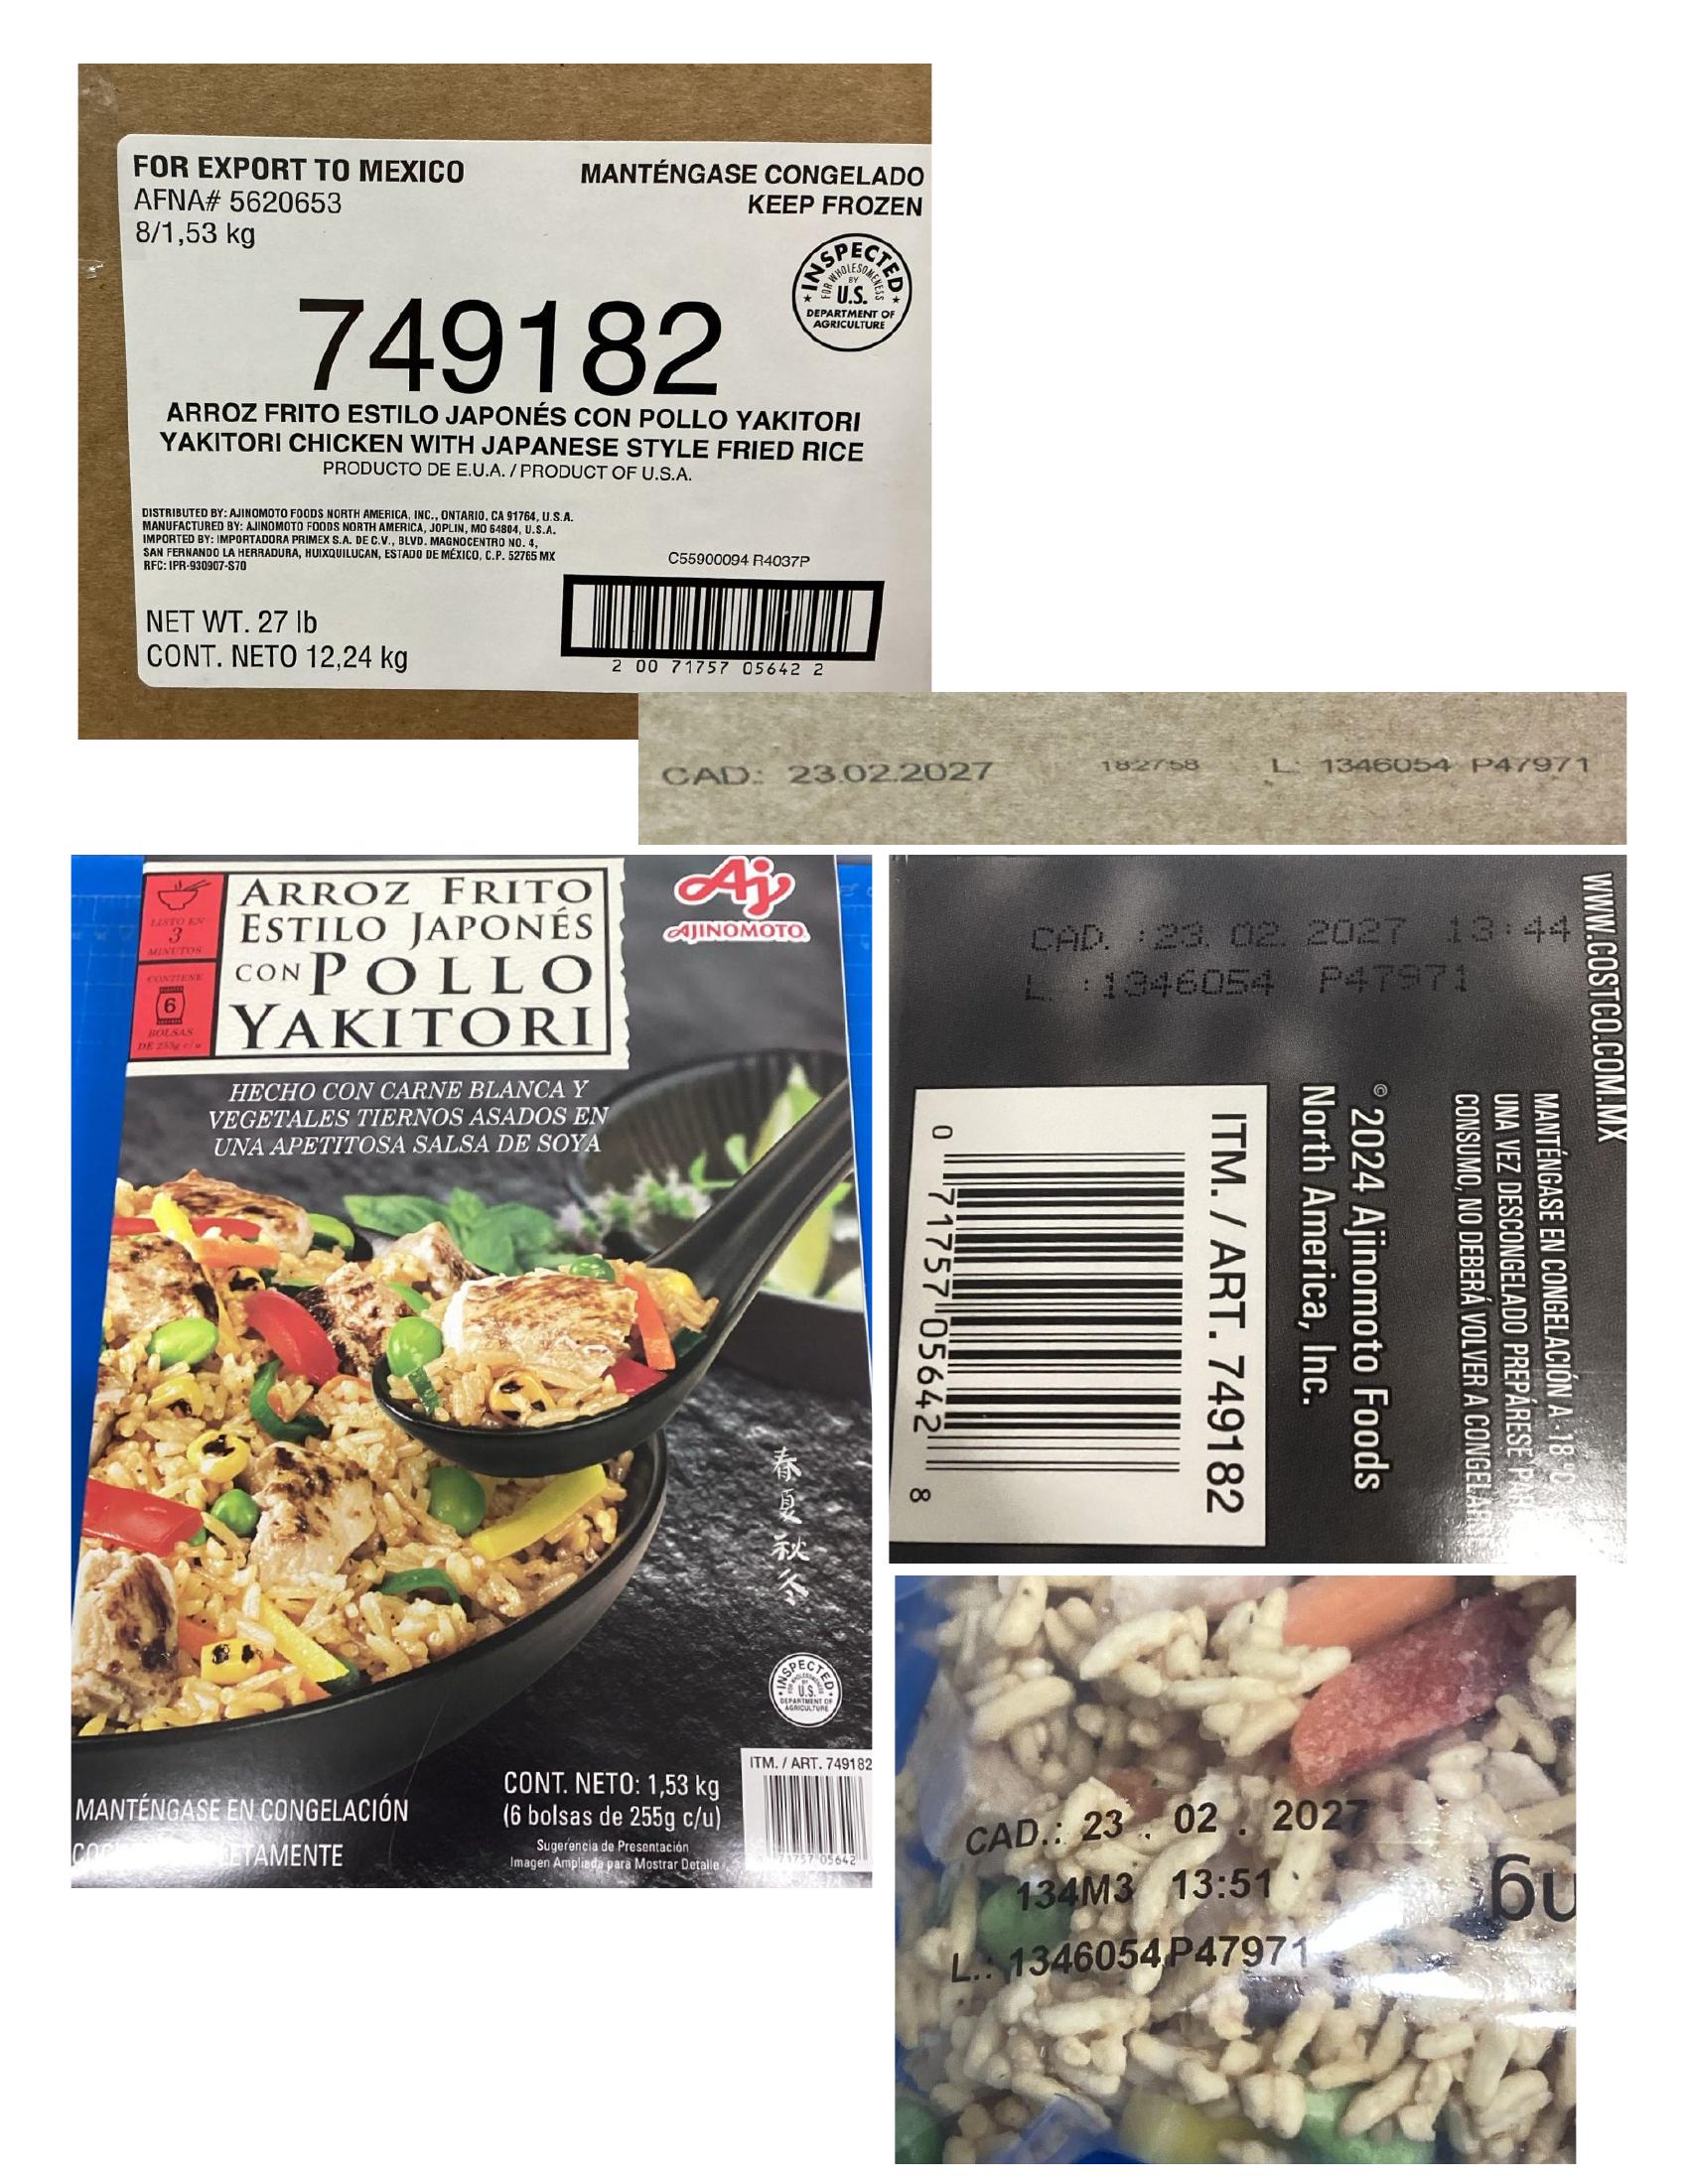 FOR EXPORT TO MEXICO
AFNA# 5620653
8/1,53 kg
MANTÉNGASE CONGELADO
KEEP FROZEN
INSPECTED
FOR WHOLESOMENESS
BY
U.S.
DEPARTMENT OF
AGRICULTURE
749182
ARROZ FRITO ESTILO JAPONÉS CON POLLO YAKITORI
YAKITORI CHICKEN WITH JAPANESE STYLE FRIED RICE
PRODUCTO DE E.U.A. / PRODUCT OF U.S.A.
DISTRIBUTED BY: AJINOMOTO FOODS NORTH AMERICA, INC., ONTARIO, CA 91764, U.S.A.
MANUFACTURED BY: AJINOMOTO FOODS NORTH AMERICA, JOPLIN, MO 64804, U.S.A.
IMPORTED BY: IMPORTADORA PRIMEX S.A. DE C.V., BLVD. MAGNOCENTRO NO. 4,
SAN FERNANDO LA HERRADURA, HUIXQUILUCAN, ESTADO DE MÉXICO, C.P. 52765 MX
RFC: IPR-930907-S70
C55900094 R4037P
NET WT. 27 lb
CONT. NETO 12,24 kg
2 00 71757 05642 2
CAD: 23.02.2027 182758 L: 1346054 P47971
LISTO EN
3
MINUTOS
CONTIENE
6
BOLSAS
DE 255g c/u
ARROZ FRITO
ESTILO JAPONÉS
CON POLLO
YAKITORI
Aj
AJINOMOTO
HECHO CON CARNE BLANCA Y
VEGETALES TIERNOS ASADOS EN
UNA APETITOSA SALSA DE SOYA
春
夏
秋
冬
INSPECTED
U.S.
DEPARTMENT OF
AGRICULTURE
ITM. / ART. 749182
71757 05642
MANTÉNGASE EN CONGELACIÓN
CONT. NETO: 1,53 kg
(6 bolsas de 255g c/u)
Sugerencia de Presentación
Imagen Ampliada para Mostrar Detalle
CAD. :23. 02. 2027 13:44
L. :1346054 P47971
WWW.COSTCO.COM.MX
MANTÉNGASE EN CONGELACIÓN A -18°C
UNA VEZ DESCONGELADO PREPÁRESE
CONSUMO, NO DEBERÁ VOLVER A
© 2024 Ajinomoto Foods
North America, Inc.
ITM. / ART. 749182
0 71757 05642 8
CAD.: 23 . 02 . 2027
134M3 13:51
L.: 1346054 P47971